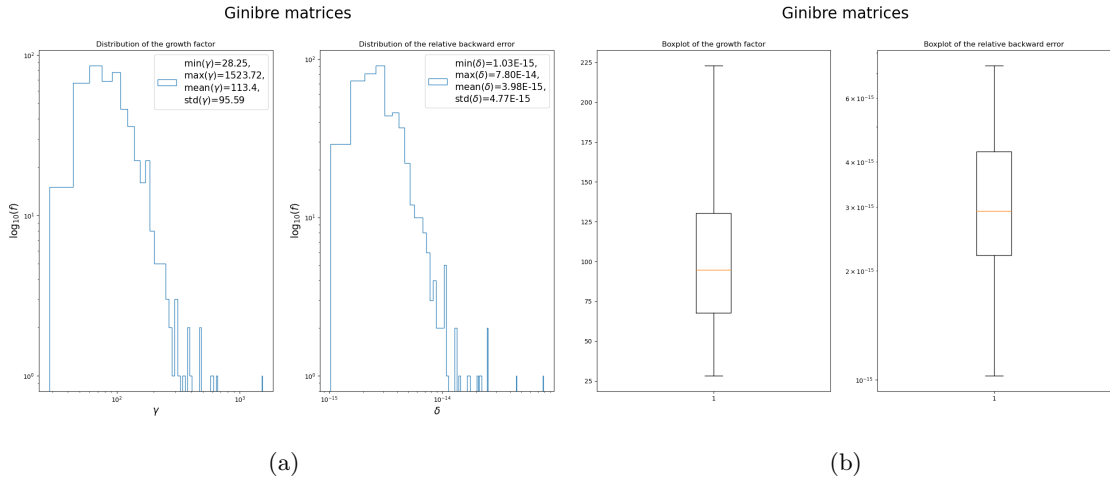 Ginibre matrices
Distribution of the growth factor
10²
10¹
10⁰
log₁₀(f)
min(γ)=28.25,
max(γ)=1523.72,
mean(γ)=113.4,
std(γ)=95.59
10²
10³
γ
Distribution of the relative backward error
10²
10¹
10⁰
log₁₀(f)
min(δ)=1.03E-15,
max(δ)=7.80E-14,
mean(δ)=3.98E-15,
std(δ)=4.77E-15
10⁻¹⁵
10⁻¹⁴
δ
(a)
Ginibre matrices
Boxplot of the growth factor
225
200
175
150
125
100
75
50
25
1
Boxplot of the relative backward error
6×10⁻¹⁵
4×10⁻¹⁵
3×10⁻¹⁵
2×10⁻¹⁵
10⁻¹⁵
1
(b)